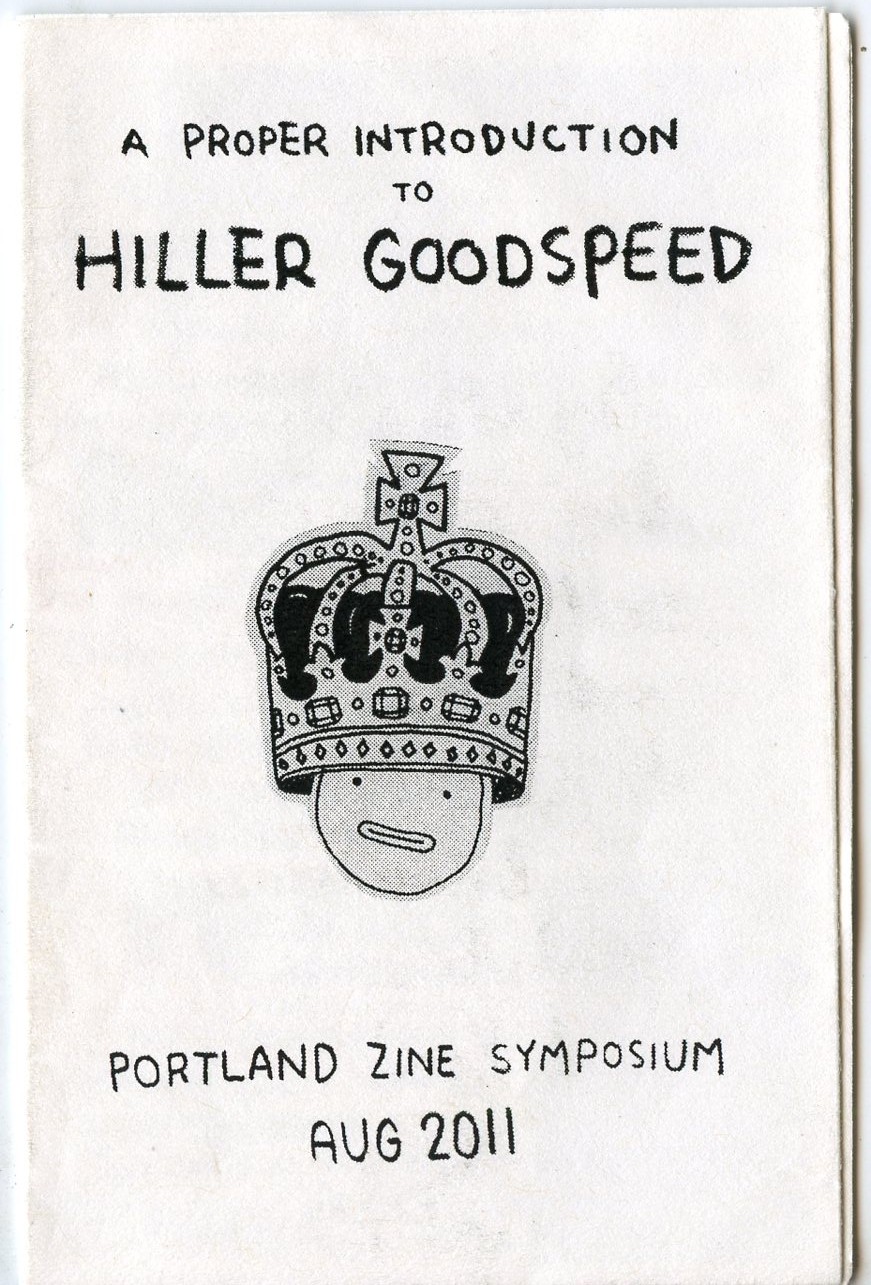 A PROPER INTRODUCTION
TO
HILLER GOODSPEED
PORTLAND ZINE SYMPOSIUM
AUG 2011